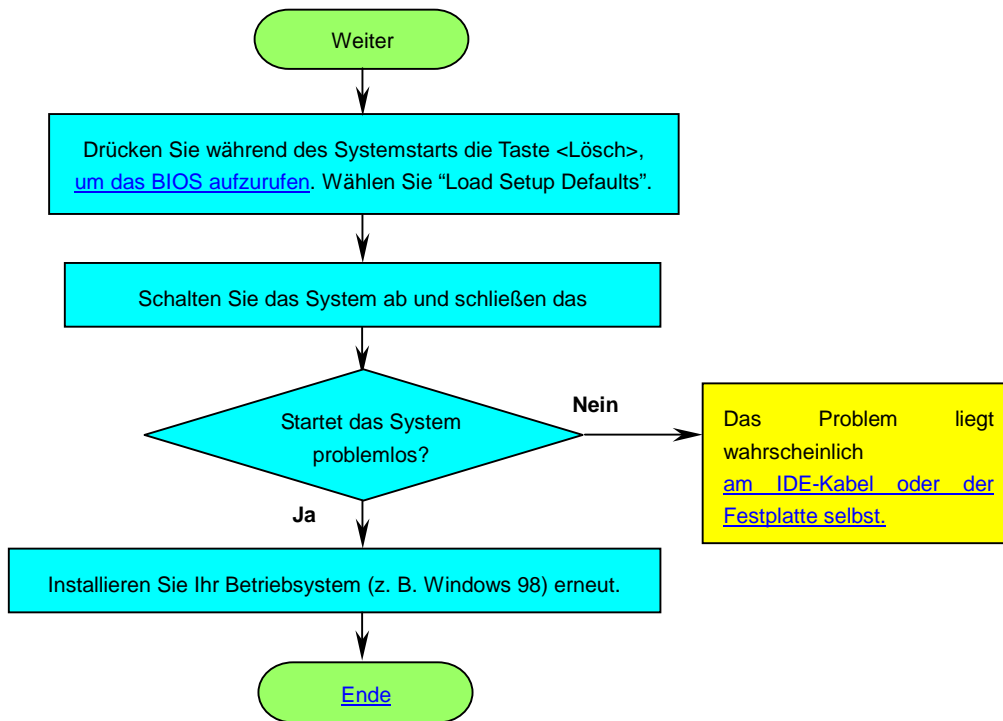 Weiter
Drücken Sie während des Systemstarts die Taste <Lösch>,
um das BIOS aufzurufen. Wählen Sie “Load Setup Defaults”.
Schalten Sie das System ab und schließen das
Startet das System
problemlos?
Nein
Das Problem liegt
wahrscheinlich
am IDE-Kabel oder der
Festplatte selbst.
Ja
Installieren Sie Ihr Betriebsystem (z. B. Windows 98) erneut.
Ende